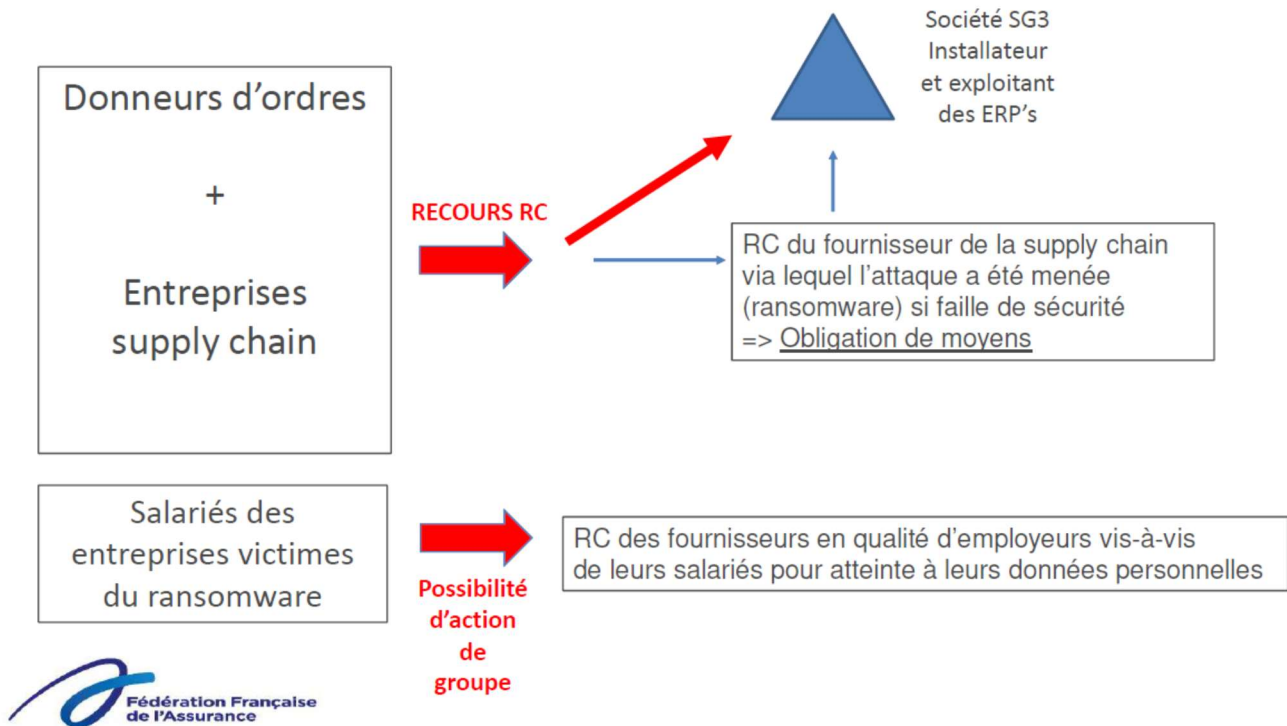 Donneurs d'ordres
+
Entreprises
supply chain
RECOURS RC
Société SG3
Installateur
et exploitant
des ERP's
RC du fournisseur de la supply chain
via lequel l'attaque a été menée
(ransomware) si faille de sécurité
=> Obligation de moyens
Salariés des
entreprises victimes
du ransomware
Possibilité
d'action
de
groupe
RC des fournisseurs en qualité d'employeurs vis-à-vis
de leurs salariés pour atteinte à leurs données personnelles
Fédération Française
de l'Assurance